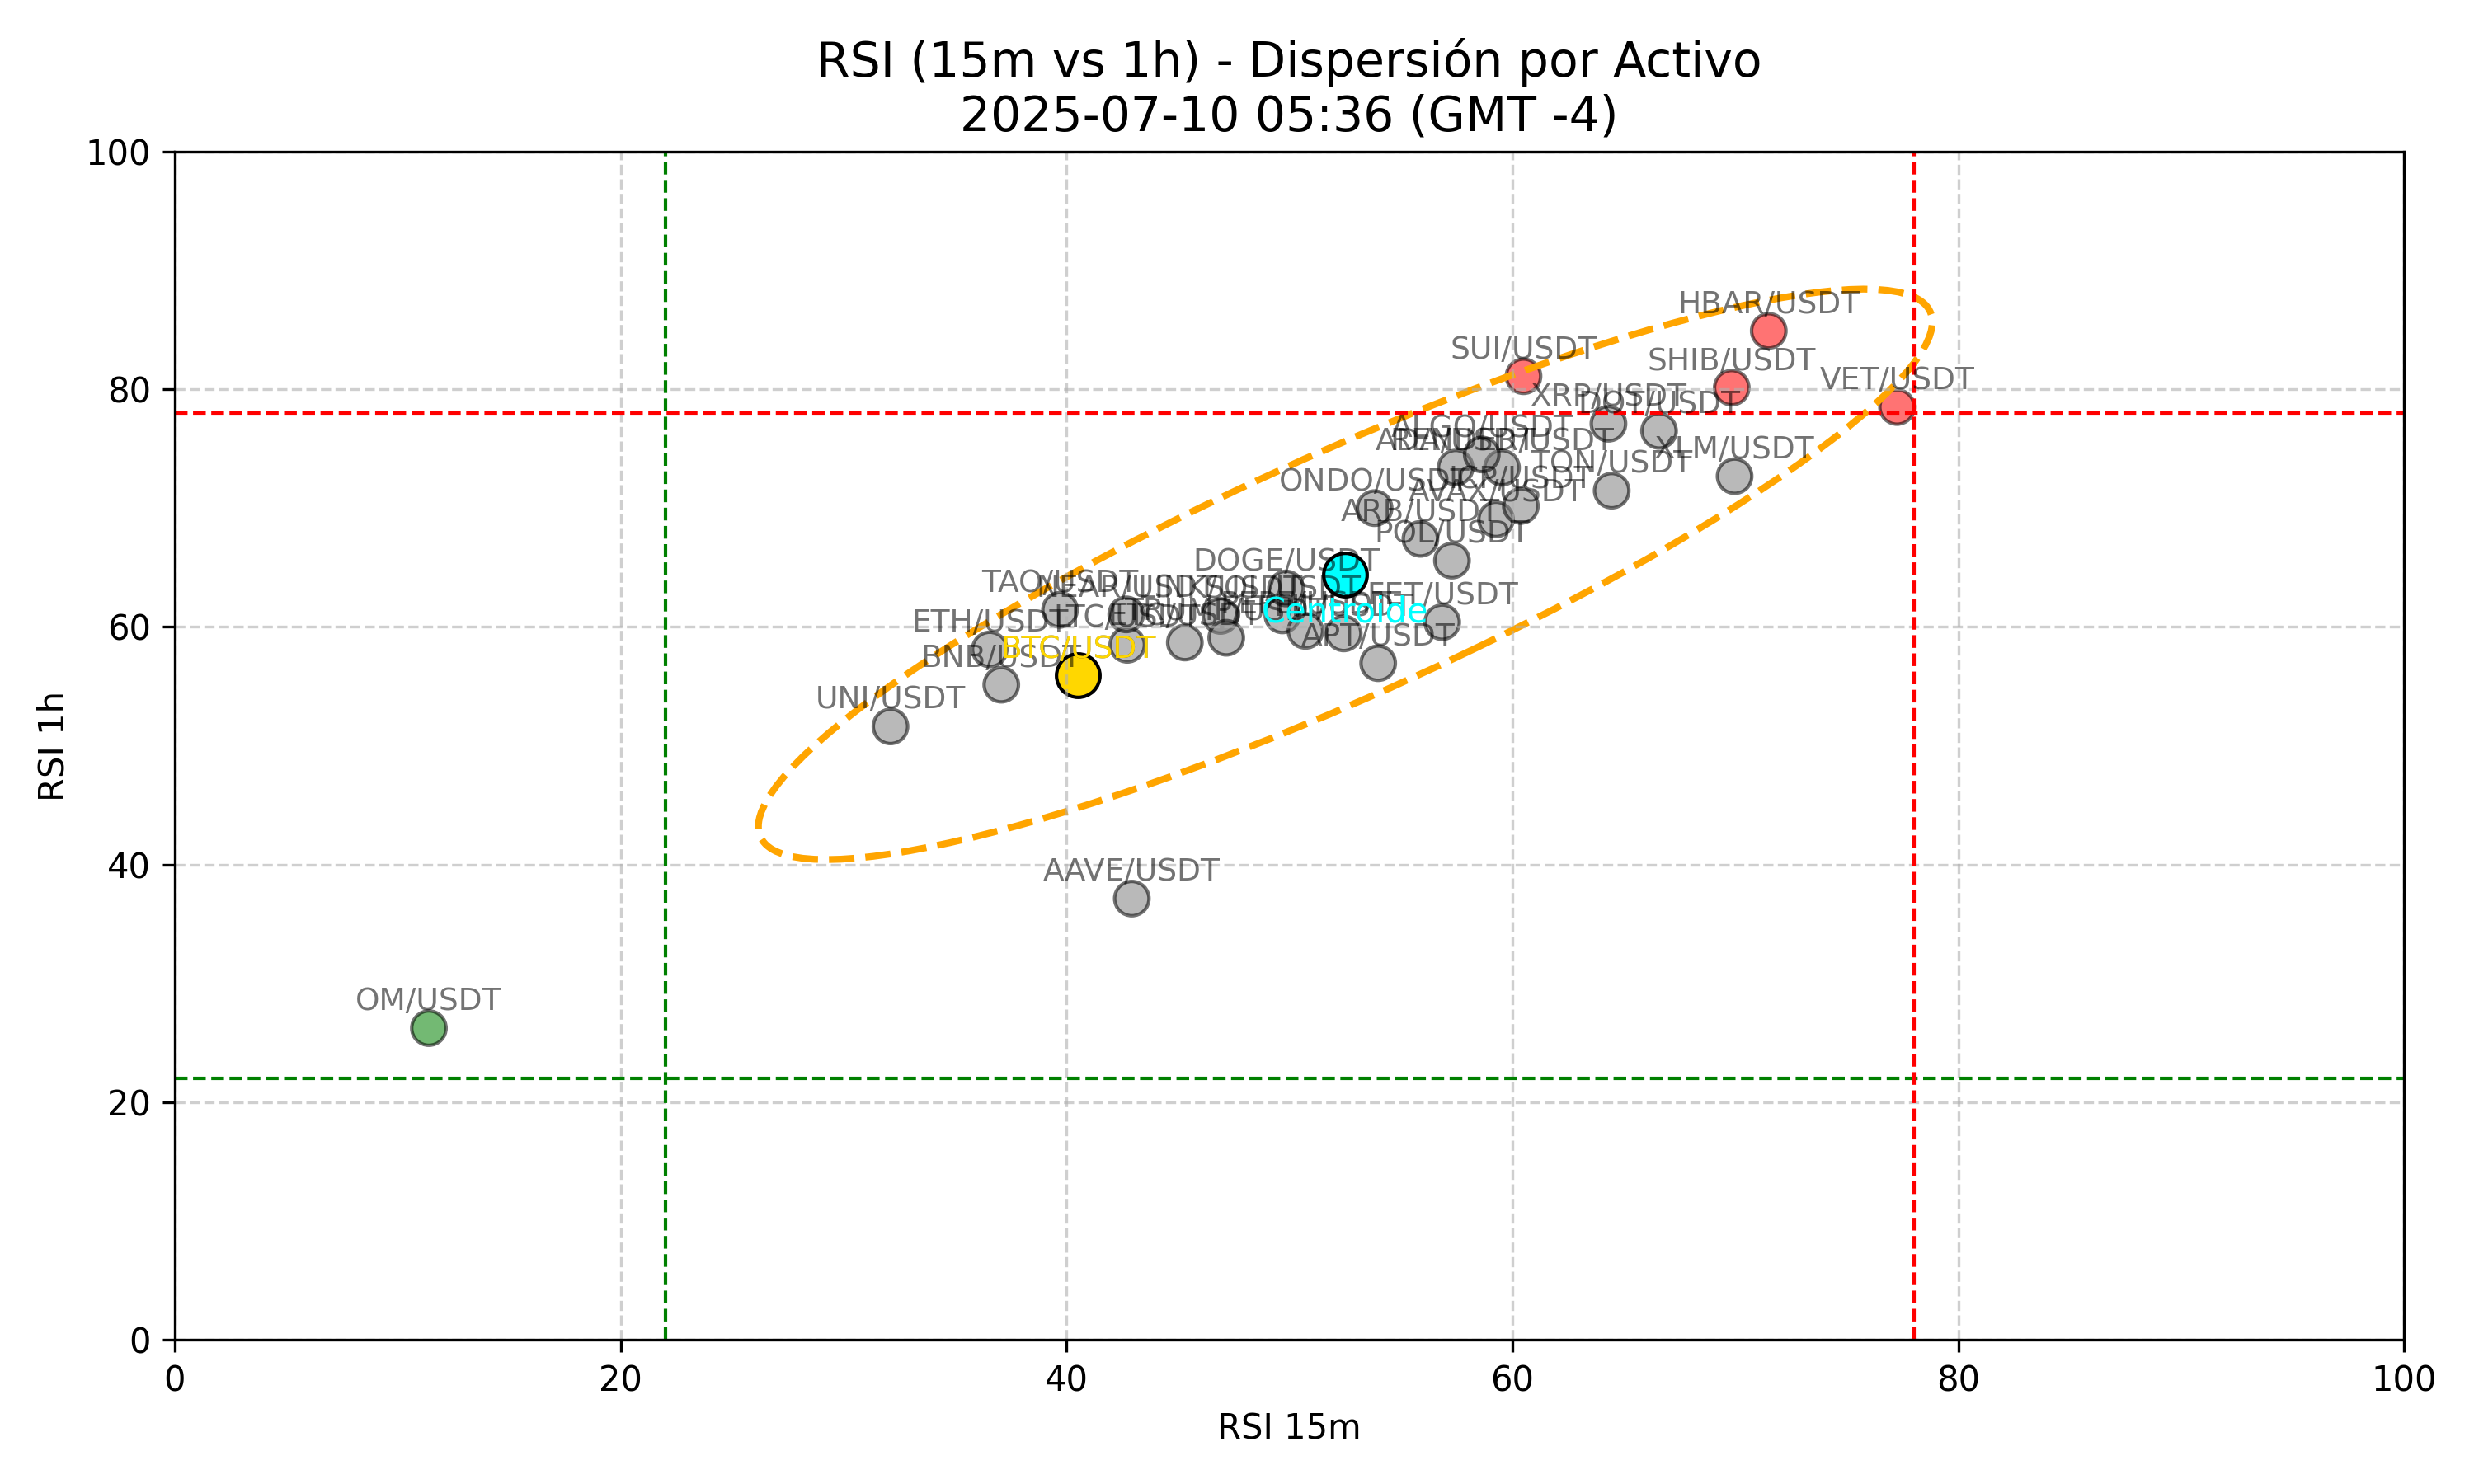 RSI (15m vs 1h) - Dispersión por Activo
2025-07-10 05:36 (GMT -4)
100
80
60
40
20
0
RSI 1h
HBAR/USDT
SUI/USDT
SHIB/USDT
VET/USDT
XRP/USDT
DOT/USDT
ALGO/USDT
XLM/USDT
TON/USDT
ONDO/USDT
AVAX/USDT
ARB/USDT
POL/USDT
DOGE/USDT
TAO/USDT
NEAR/USDT
FET/USDT
Centroide
ETH/USDT
APT/USDT
BTC/USDT
BNB/USDT
UNI/USDT
AAVE/USDT
OM/USDT
0
20
40
60
80
100
RSI 15m